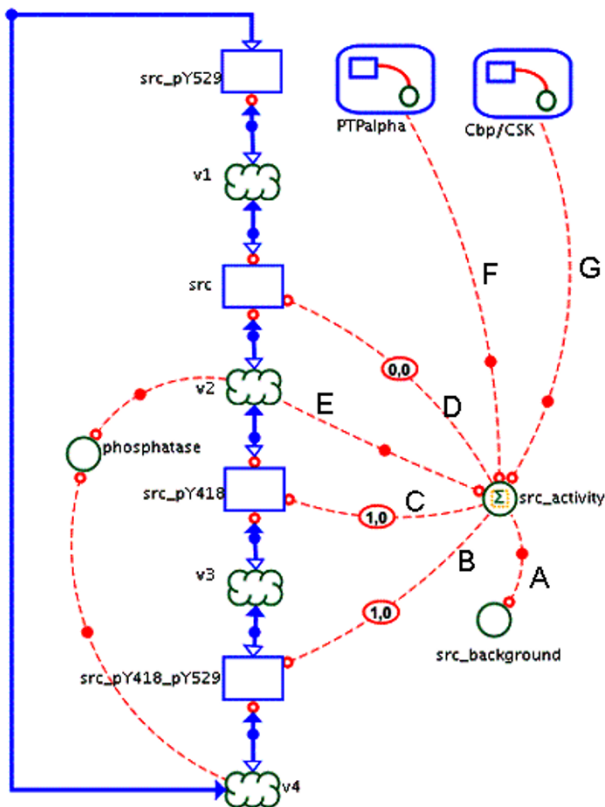 src_pY529
PTPalpha
Cbp/CSK
v1
F
G
src
0,0
v2
E
D
phosphatase
src_pY418
C
Σ
src_activity
1,0
B
A
v3
1,0
src_background
src_pY418_pY529
v4